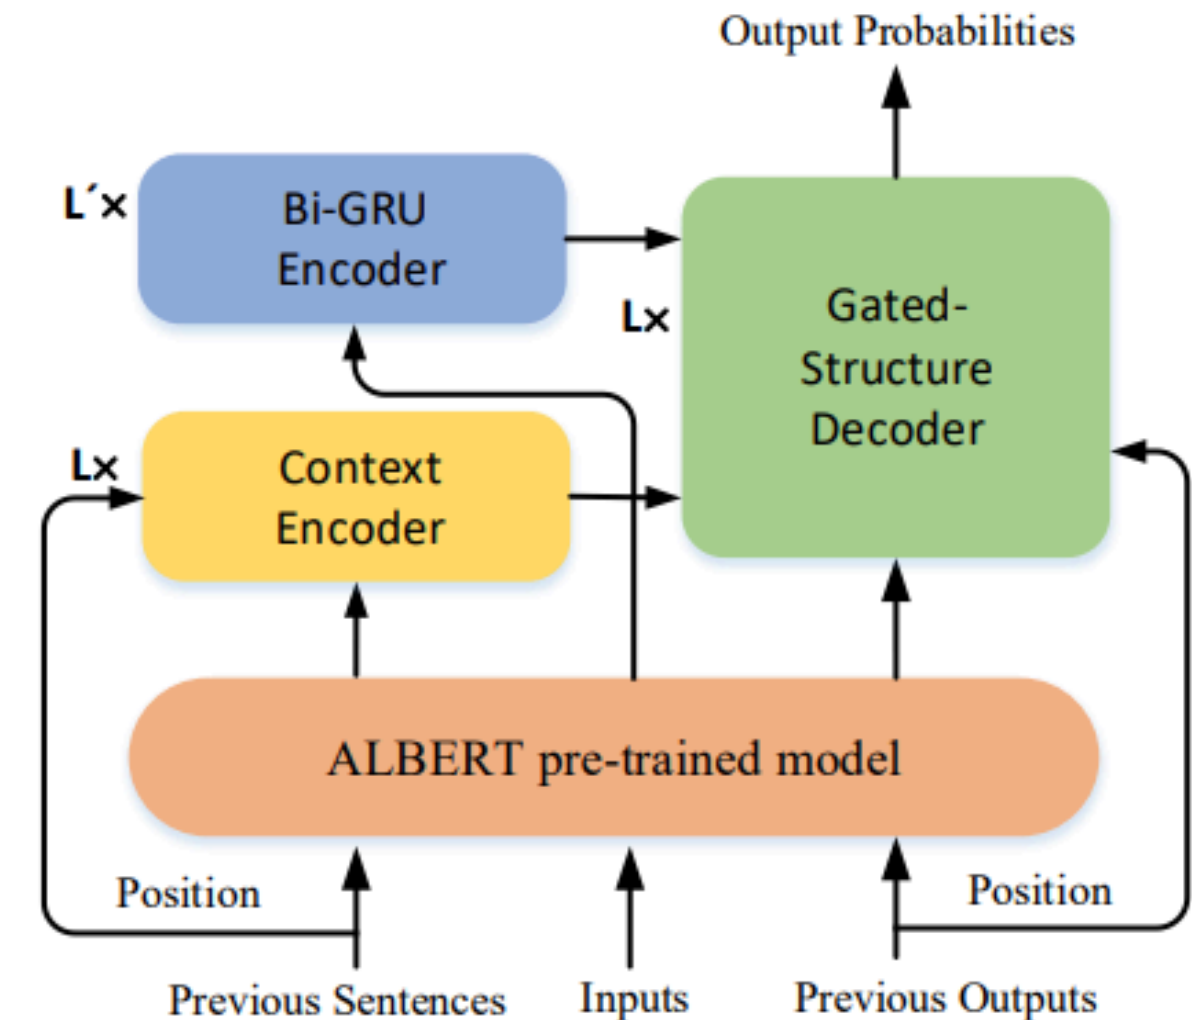 Output Probabilities
L´×
Bi-GRU
Encoder
L×
Gated-
Structure
Decoder
L×
Context
Encoder
ALBERT pre-trained model
Position
Position
Previous Sentences
Inputs
Previous Outputs